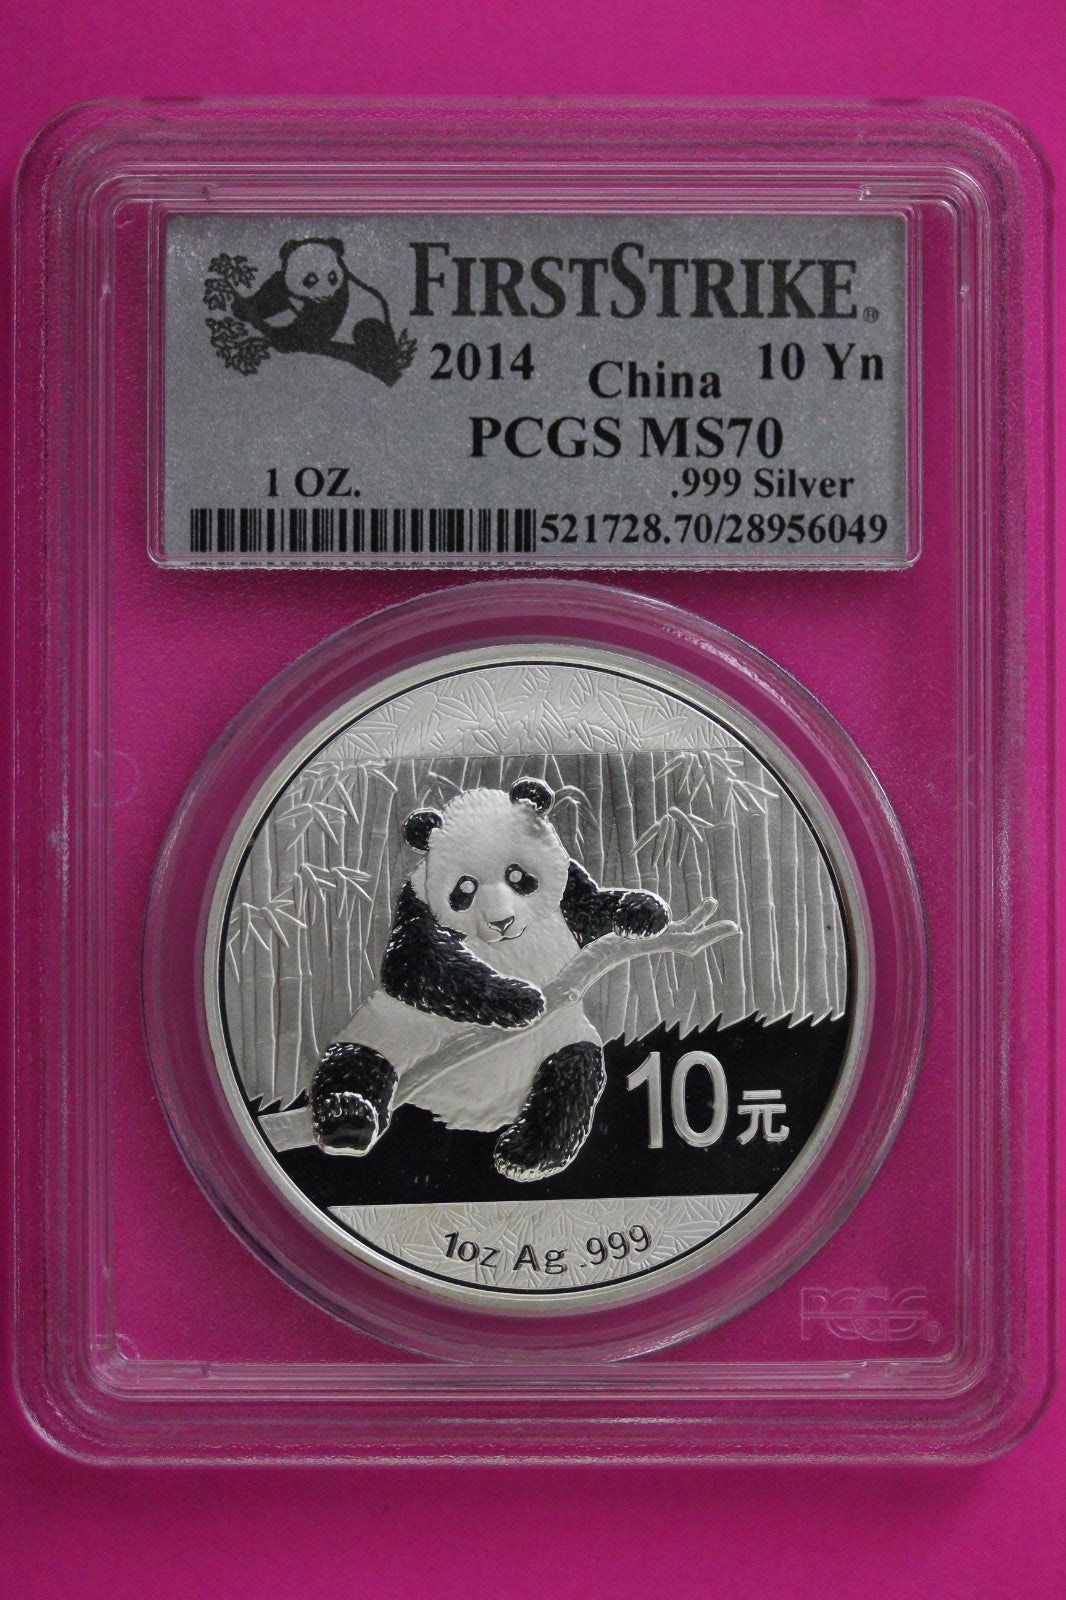 FIRSTSTRIKE®
2014 China 10 Yn
PCGS MS70
1 OZ. .999 Silver
521728.70/28956049
10元
1oz Ag .999
PCGS®